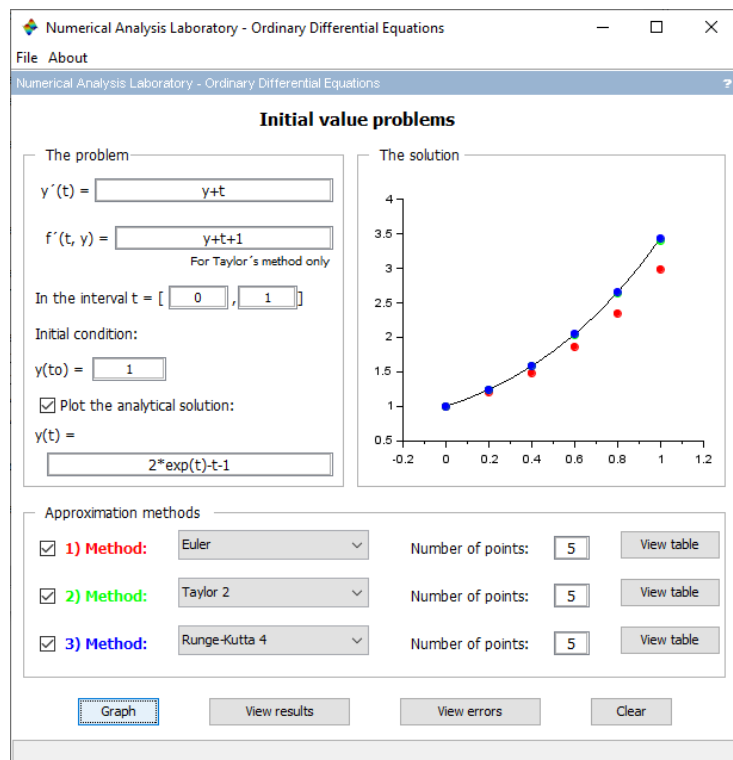 Numerical Analysis Laboratory - Ordinary Differential Equations
File About
Numerical Analysis Laboratory - Ordinary Differential Equations ?
Initial value problems
The problem
y´(t) = y+t
f´(t, y) = y+t+1
For Taylor´s method only
In the interval t = [ 0 , 1 ]
Initial condition:
y(to) = 1
Plot the analytical solution:
y(t) =
2*exp(t)-t-1
The solution
4
3.5
3
2.5
2
1.5
1
0.5
-0.2 0 0.2 0.4 0.6 0.8 1 1.2
Approximation methods
1) Method: Euler Number of points: 5 View table
2) Method: Taylor 2 Number of points: 5 View table
3) Method: Runge-Kutta 4 Number of points: 5 View table
Graph View results View errors Clear